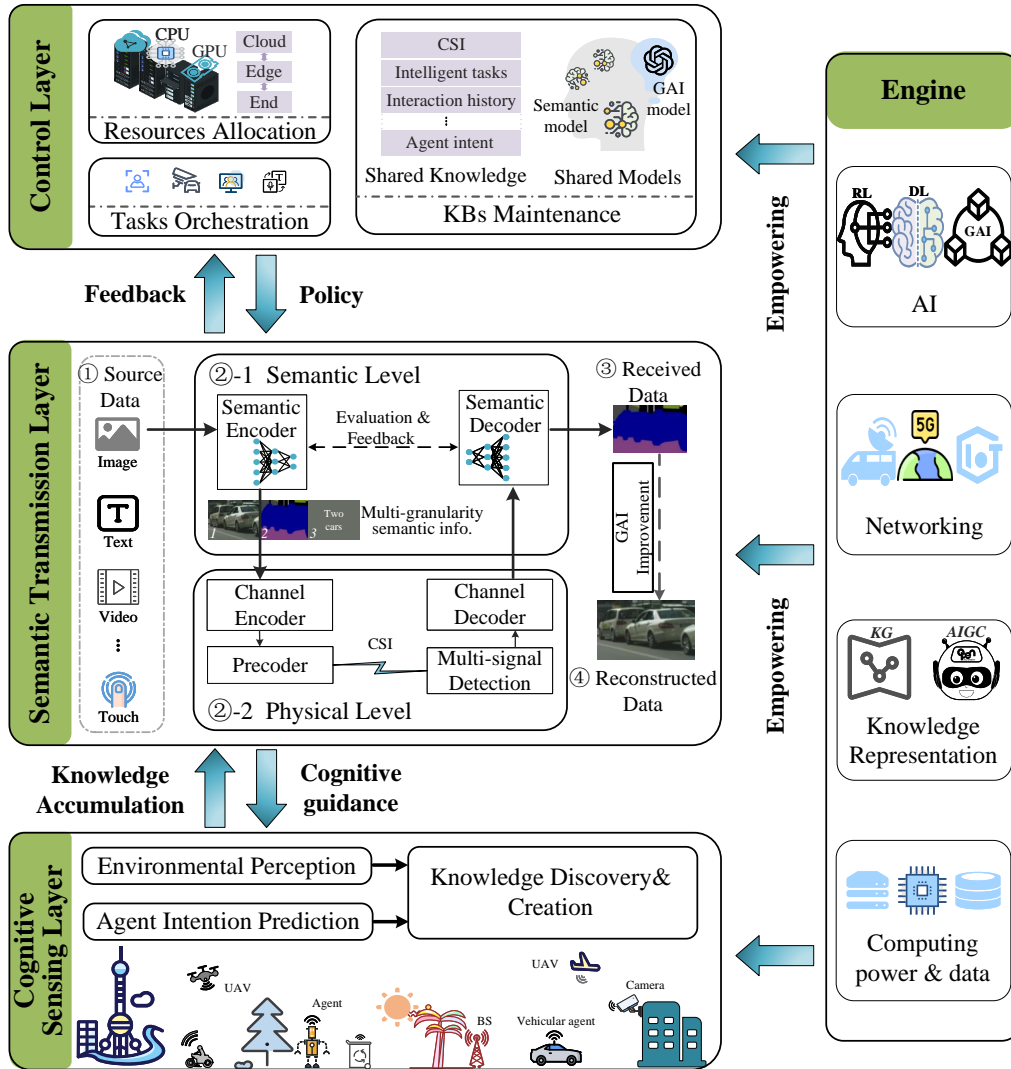 Control Layer
CPU
GPU
Cloud
Edge
End
Resources Allocation
Tasks Orchestration
CSI
Intelligent tasks
Interaction history
⋮
Agent intent
Shared Knowledge
Semantic
model
GAI
model
Shared Models
KBs Maintenance
Feedback
Policy
Semantic Transmission Layer
① Source
Data
Image
T
Text
Video
⋮
Touch
②-1 Semantic Level
Semantic
Encoder
Evaluation &
Feedback
Semantic
Decoder
1
2
3
Two
cars
Multi-granularity
semantic info.
Channel
Encoder
Precoder
CSI
Channel
Decoder
Multi-signal
Detection
②-2 Physical Level
③ Received
Data
GAI
Improvement
④ Reconstructed
Data
Knowledge
Accumulation
Cognitive
guidance
Cognitive
Sensing Layer
Environmental Perception
Agent Intention Prediction
Knowledge Discovery&
Creation
UAV
Agent
BS
UAV
Vehicular agent
Camera
Empowering
Empowering
Empowering
Engine
RL
DL
GAI
AI
5G
Networking
KG
AIGC
Knowledge
Representation
Computing
power & data